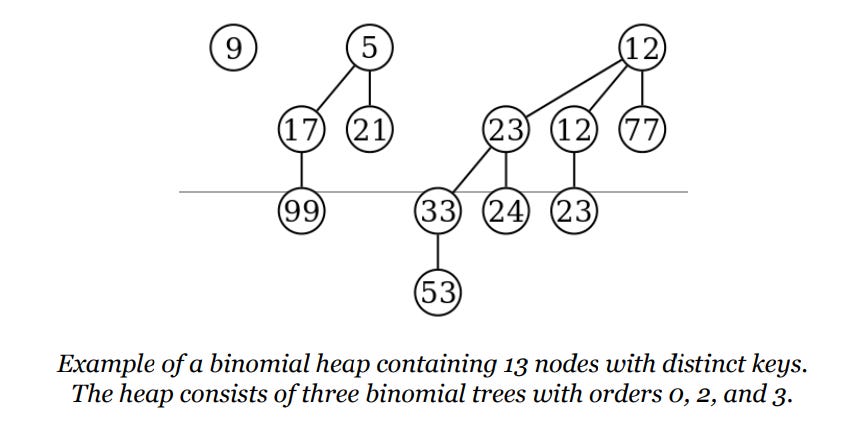 9 5 12
17 21 23 12 77
99 33 24 23
53
Example of a binomial heap containing 13 nodes with distinct keys.
The heap consists of three binomial trees with orders 0, 2, and 3.